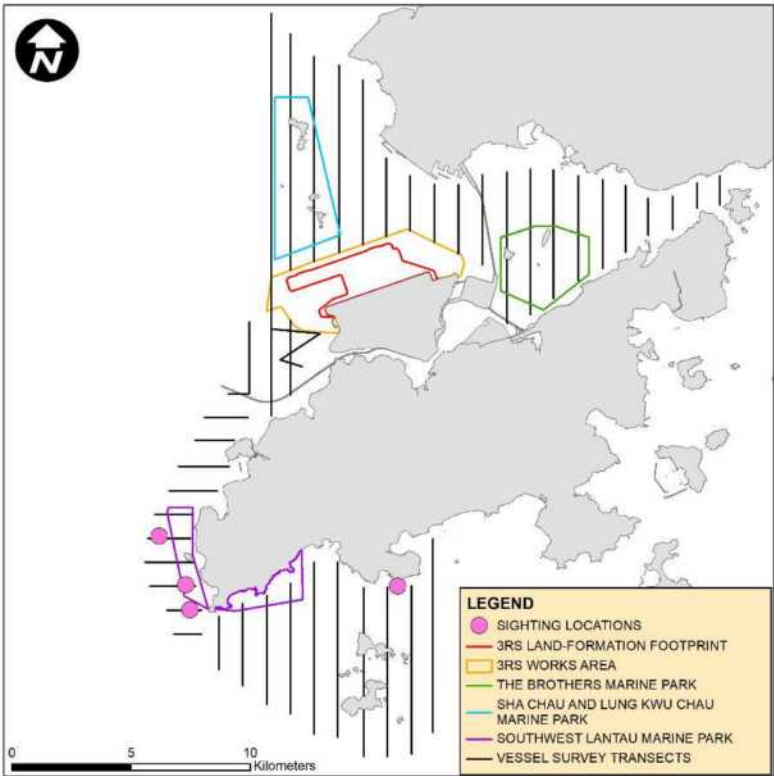 N
LEGEND
SIGHTING LOCATIONS
3RS LAND-FORMATION FOOTPRINT
3RS WORKS AREA
THE BROTHERS MARINE PARK
SHA CHAU AND LUNG KWU CHAU
MARINE PARK
SOUTHWEST LANTAU MARINE PARK
VESSEL SURVEY TRANSECTS
0 5 10
Kilometers